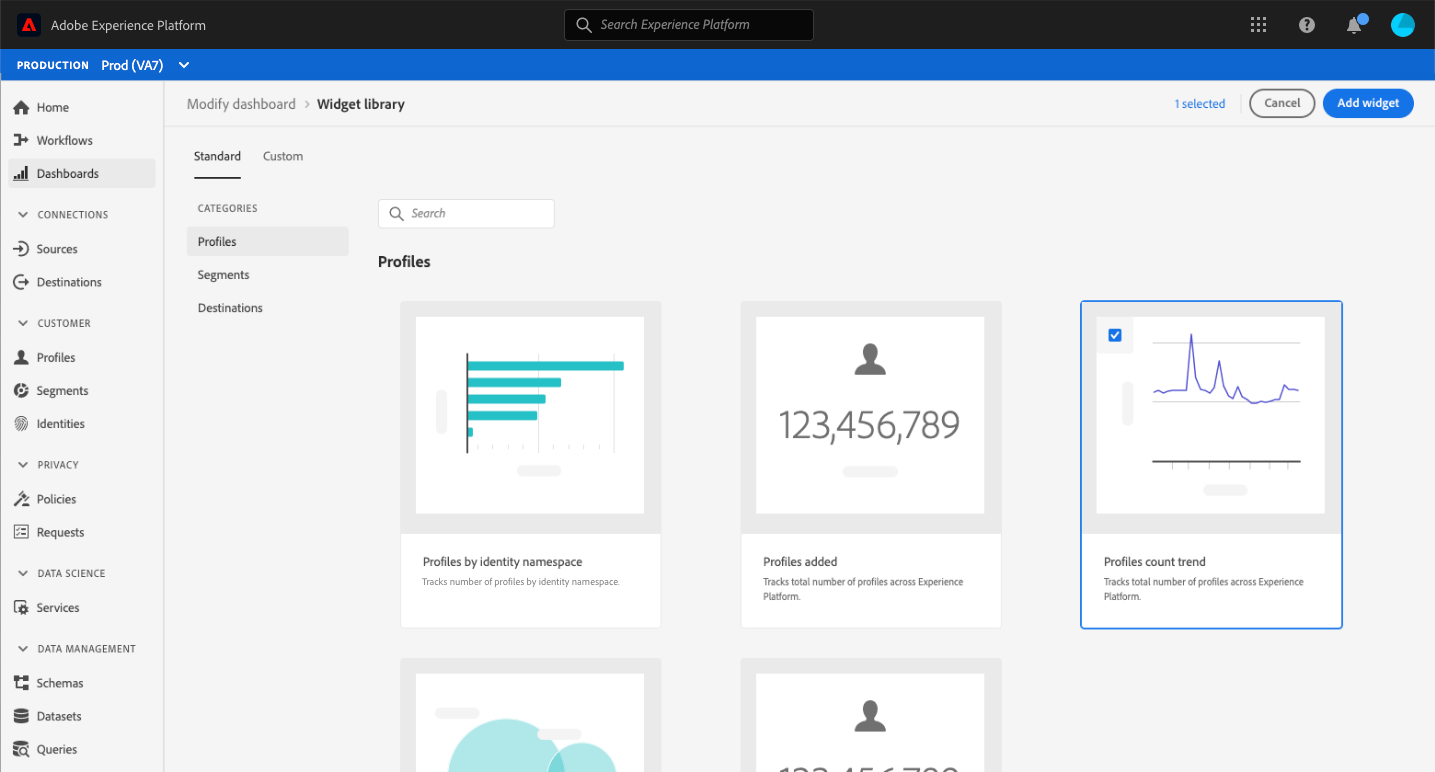 Adobe Experience Platform
Search Experience Platform
PRODUCTION Prod (VA7)
Home
Workflows
Dashboards
CONNECTIONS
Sources
Destinations
CUSTOMER
Profiles
Segments
Identities
PRIVACY
Policies
Requests
DATA SCIENCE
Services
DATA MANAGEMENT
Schemas
Datasets
Queries
Modify dashboard > Widget library
1 selected
Cancel
Add widget
Standard
Custom
CATEGORIES
Profiles
Segments
Destinations
Search
Profiles
Profiles by identity namespace
Tracks number of profiles by identity namespace.
123,456,789
Profiles added
Tracks total number of profiles across Experience
Platform.
Profiles count trend
Tracks total number of profiles across Experience
Platform.
123,456,789